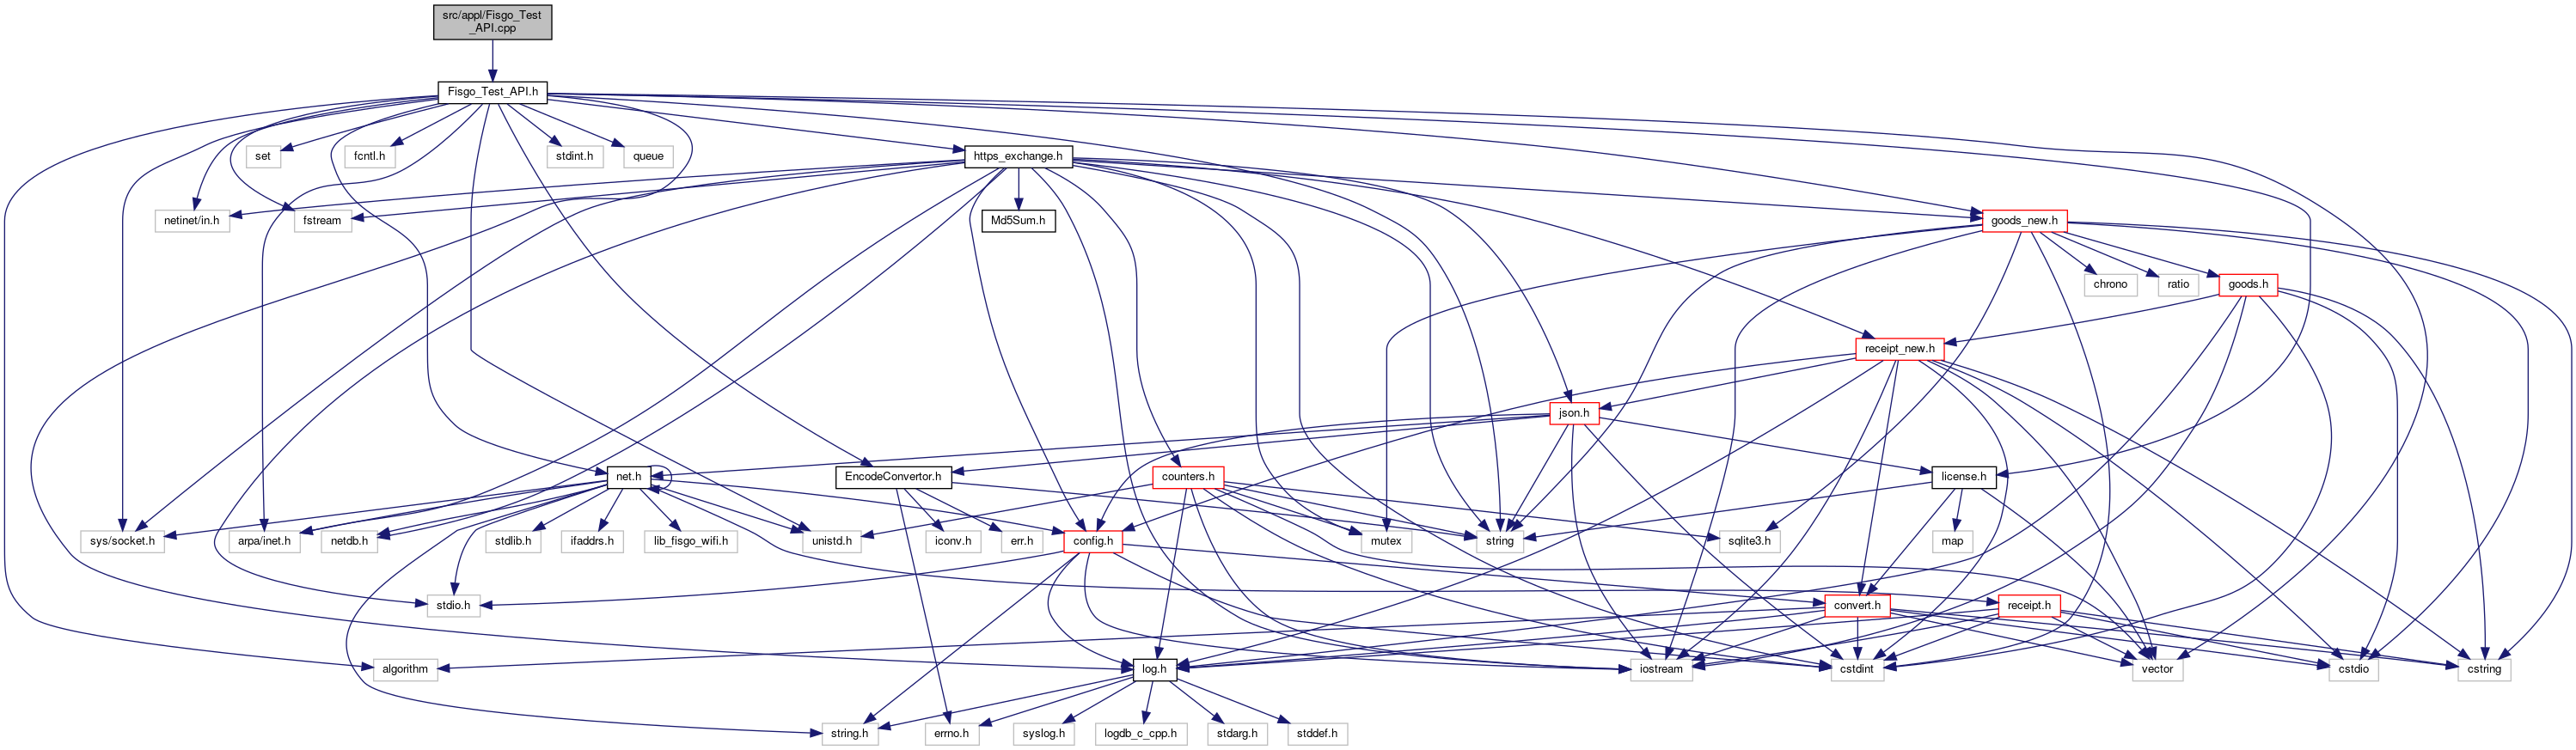 src/appl/Fisgo_Test
_API.cpp
Fisgo_Test_API.h
set
fcntl.h
stdint.h
queue
https_exchange.h
netinet/in.h
fstream
Md5Sum.h
goods_new.h
chrono
ratio
goods.h
receipt_new.h
json.h
net.h
EncodeConvertor.h
counters.h
license.h
sys/socket.h
arpa/inet.h
netdb.h
stdlib.h
ifaddrs.h
lib_fisgo_wifi.h
unistd.h
iconv.h
err.h
config.h
mutex
string
sqlite3.h
map
stdio.h
convert.h
receipt.h
algorithm
log.h
iostream
cstdint
vector
cstdio
cstring
string.h
errno.h
syslog.h
logdb_c_cpp.h
stdarg.h
stddef.h